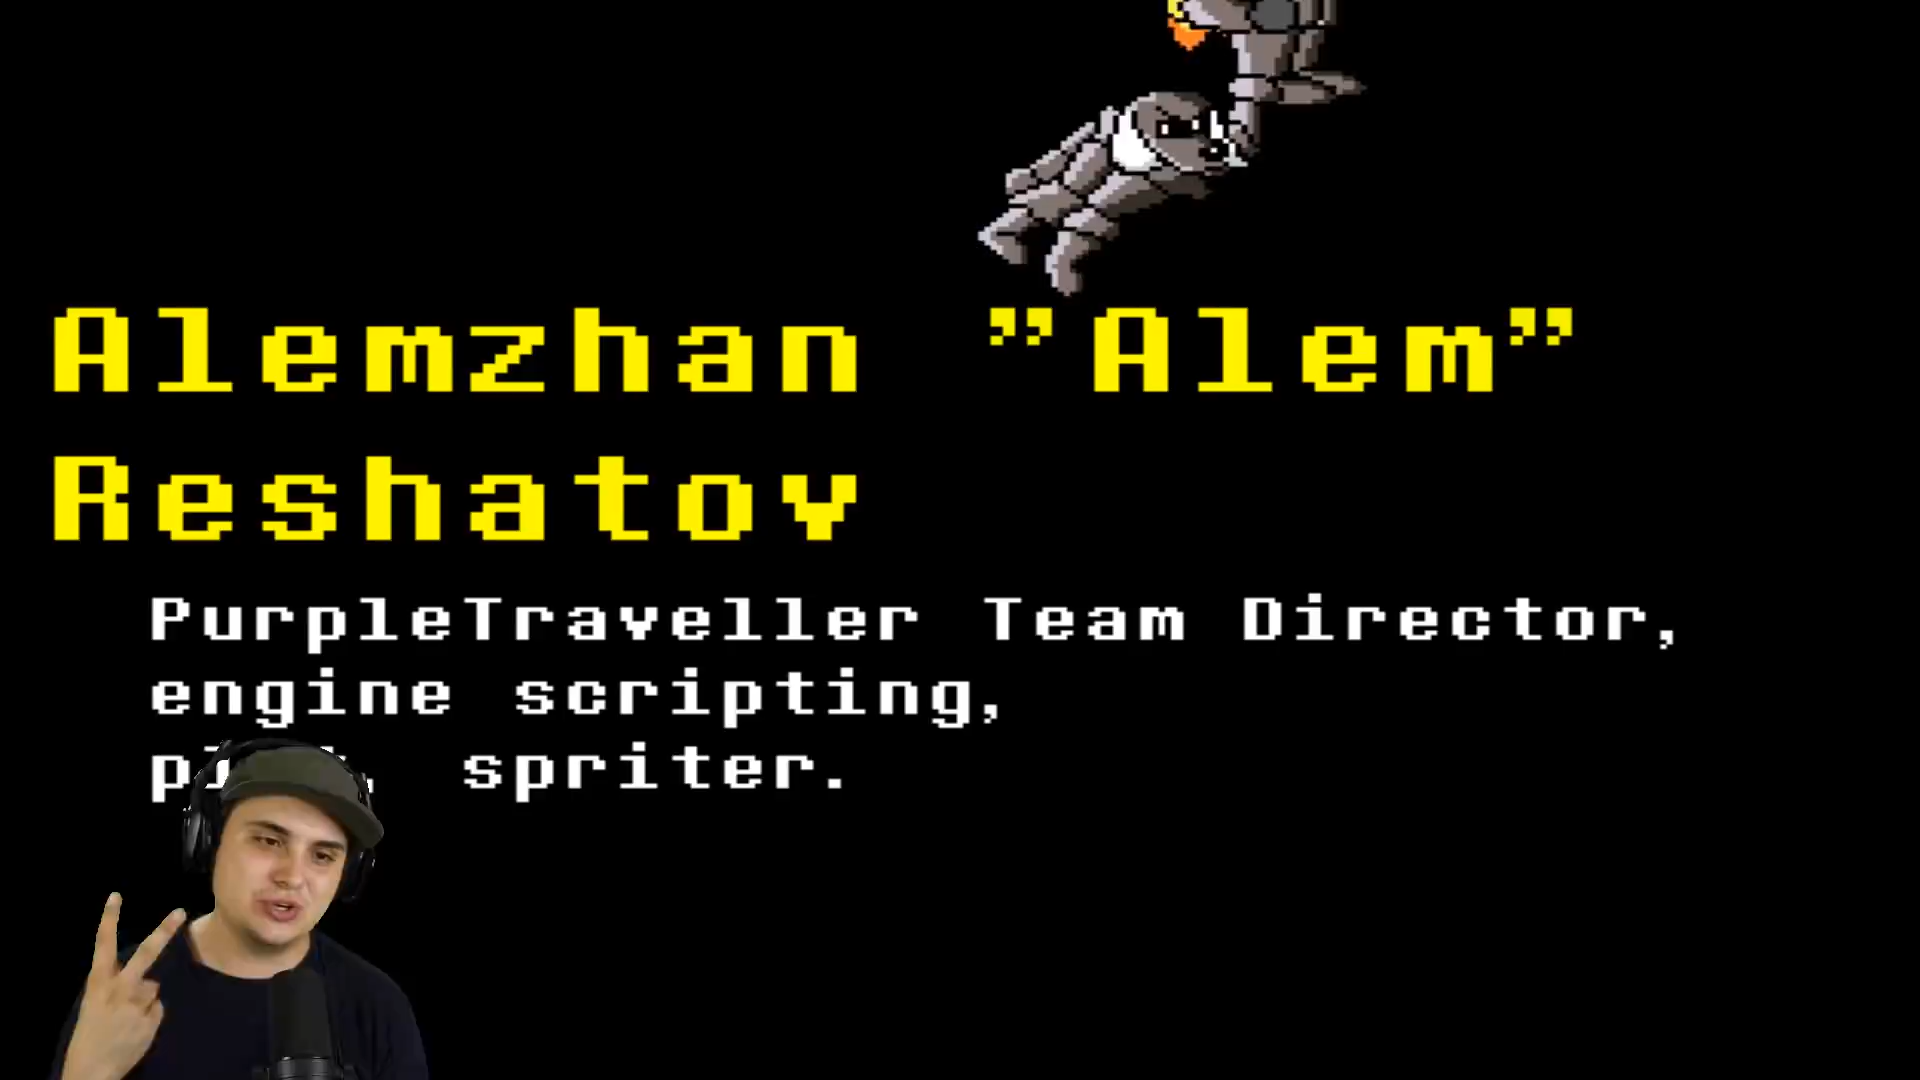 Alemzhan "Alem"
Reshatov
PurpleTraveller Team Director,
engine scripting,
spriter.